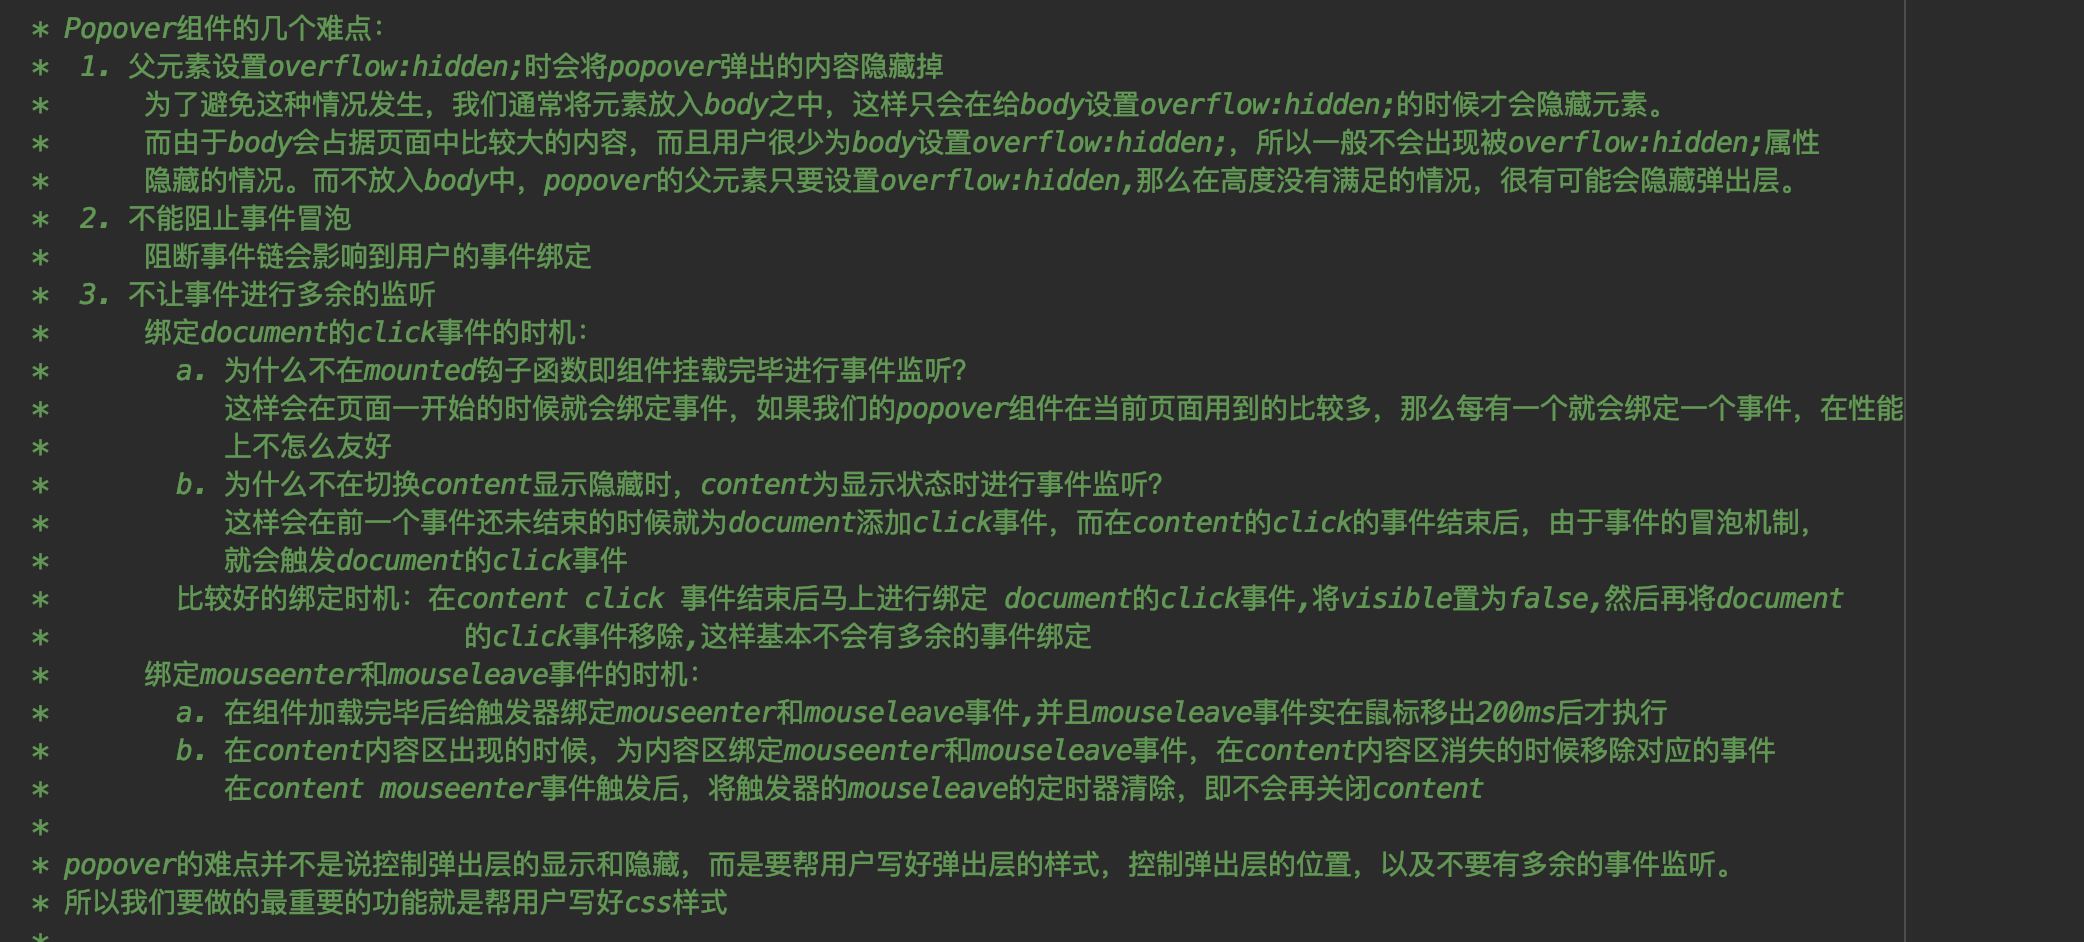 * Popover组件的几个难点：
*  1. 父元素设置overflow:hidden;时会将popover弹出的内容隐藏掉
*      为了避免这种情况发生，我们通常将元素放入body之中，这样只会在给body设置overflow:hidden;的时候才会隐藏元素。
*      而由于body会占据页面中比较大的内容，而且用户很少为body设置overflow:hidden;，所以一般不会出现被overflow:hidden;属性
*      隐藏的情况。而不放入body中，popover的父元素只要设置overflow:hidden,那么在高度没有满足的情况，很有可能会隐藏弹出层。
*  2. 不能阻止事件冒泡
*      阻断事件链会影响到用户的事件绑定
*  3. 不让事件进行多余的监听
*      绑定document的click事件的时机：
*        a. 为什么不在mounted钩子函数即组件挂载完毕进行事件监听？
*           这样会在页面一开始的时候就会绑定事件，如果我们的popover组件在当前页面用到的比较多，那么每有一个就会绑定一个事件，在性能
*           上不怎么友好
*        b. 为什么不在切换content显示隐藏时，content为显示状态时进行事件监听？
*           这样会在前一个事件还未结束的时候就为document添加click事件，而在content的click的事件结束后，由于事件的冒泡机制，
*           就会触发document的click事件
*        比较好的绑定时机：在content click 事件结束后马上进行绑定 document的click事件,将visible置为false,然后再将document
*                          的click事件移除,这样基本不会有多余的事件绑定
*      绑定mouseenter和mouseleave事件的时机：
*        a. 在组件加载完毕后给触发器绑定mouseenter和mouseleave事件,并且mouseleave事件实在鼠标移出200ms后才执行
*        b. 在content内容区出现的时候，为内容区绑定mouseenter和mouseleave事件，在content内容区消失的时候移除对应的事件
*           在content mouseenter事件触发后，将触发器的mouseleave的定时器清除，即不会再关闭content
*
* popover的难点并不是说控制弹出层的显示和隐藏，而是要帮用户写好弹出层的样式，控制弹出层的位置，以及不要有多余的事件监听。
* 所以我们要做的最重要的功能就是帮用户写好css样式
*